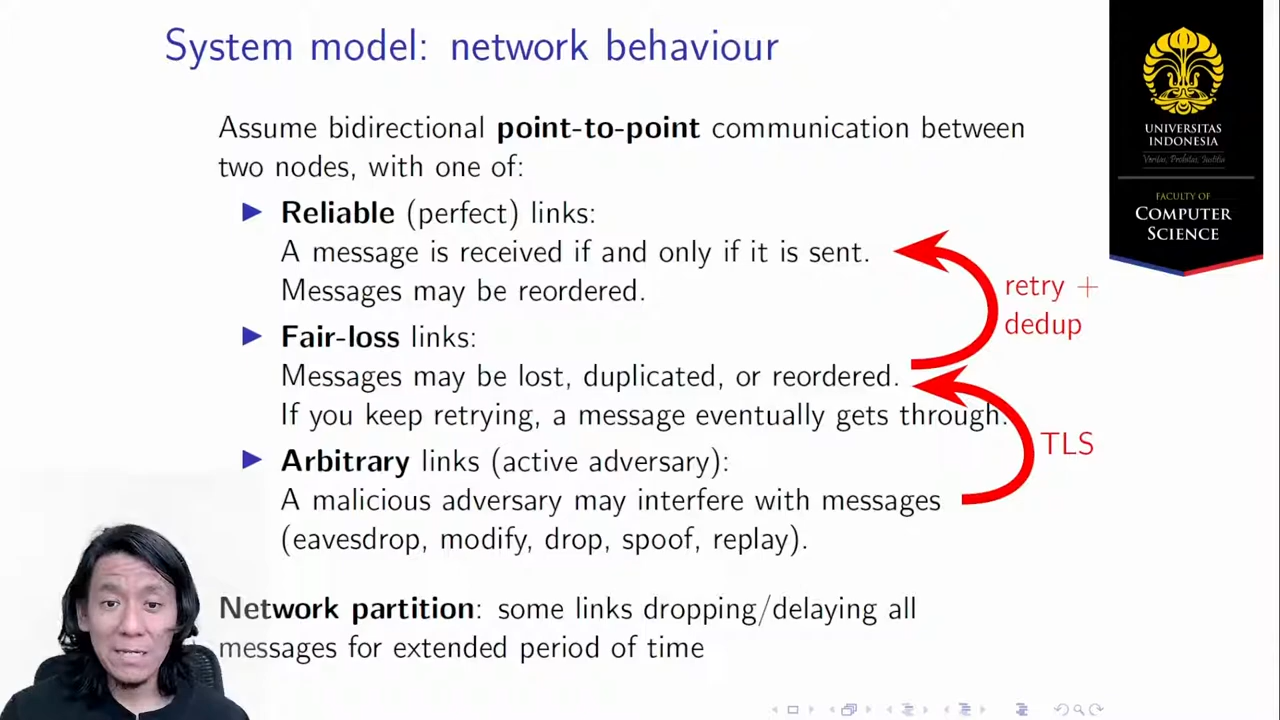 System model: network behaviour
Assume bidirectional point-to-point communication between
two nodes, with one of:
Reliable (perfect) links:
A message is received if and only if it is sent.
Messages may be reordered.
retry +
dedup
Fair-loss links:
Messages may be lost, duplicated, or reordered.
If you keep retrying, a message eventually gets through.
TLS
Arbitrary links (active adversary):
A malicious adversary may interfere with messages
(eavesdrop, modify, drop, spoof, replay).
Network partition: some links dropping/delaying all
messages for extended period of time
UNIVERSITAS
INDONESIA
Veritas, Probitas, Iustitia
FACULTY OF
COMPUTER
SCIENCE